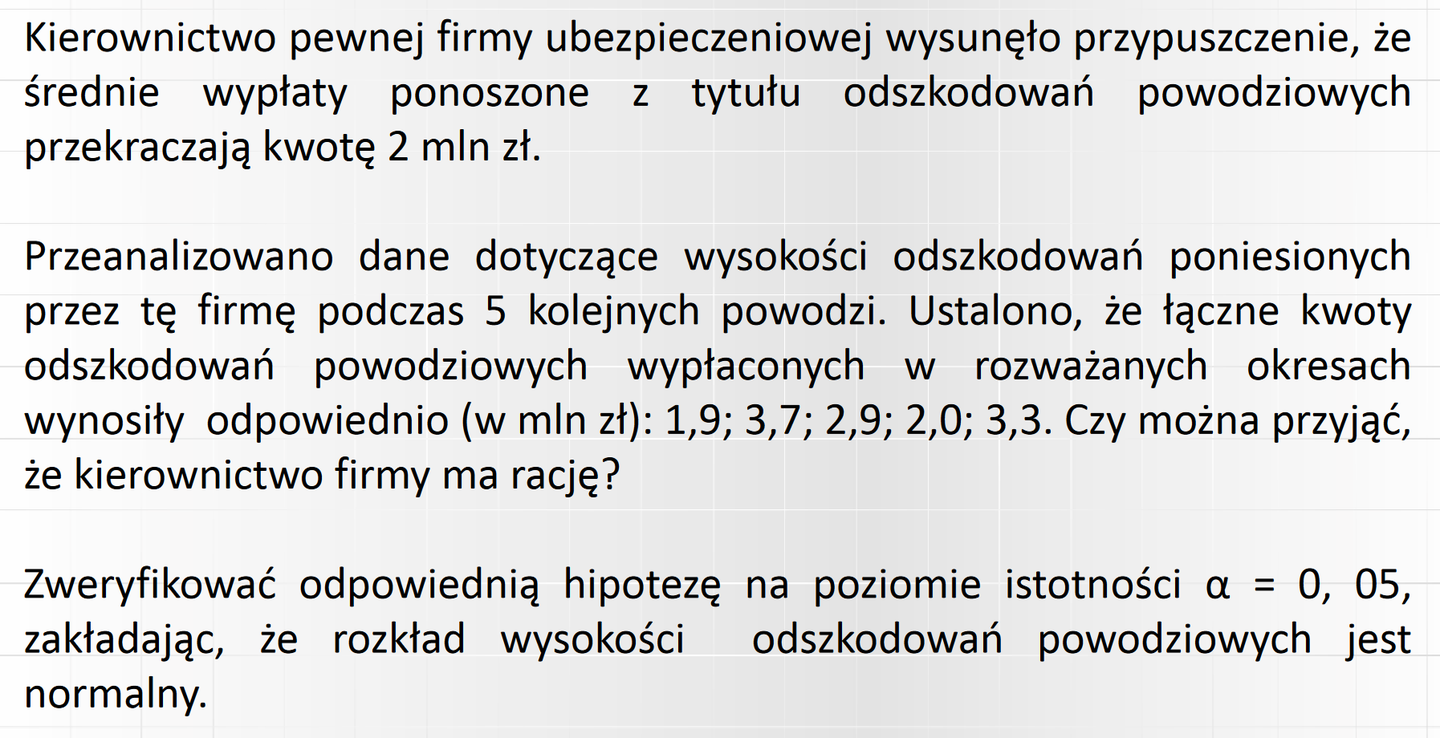 Kierownictwo pewnej firmy ubezpieczeniowej wysunęło przypuszczenie, że
średnie wypłaty ponoszone z tytułu odszkodowań powodziowych
przekraczają kwotę 2 mln zł.
Przeanalizowano dane dotyczące wysokości odszkodowań poniesionych
przez tę firmę podczas 5 kolejnych powodzi. Ustalono, że łączne kwoty
odszkodowań powodziowych wypłaconych w rozważanych okresach
wynosiły odpowiednio (w mln zł): 1,9; 3,7; 2,9; 2,0; 3,3. Czy można przyjąć,
że kierownictwo firmy ma rację?
Zweryfikować odpowiednią hipotezę na poziomie istotności α = 0, 05,
zakładając, że rozkład wysokości odszkodowań powodziowych jest
normalny.